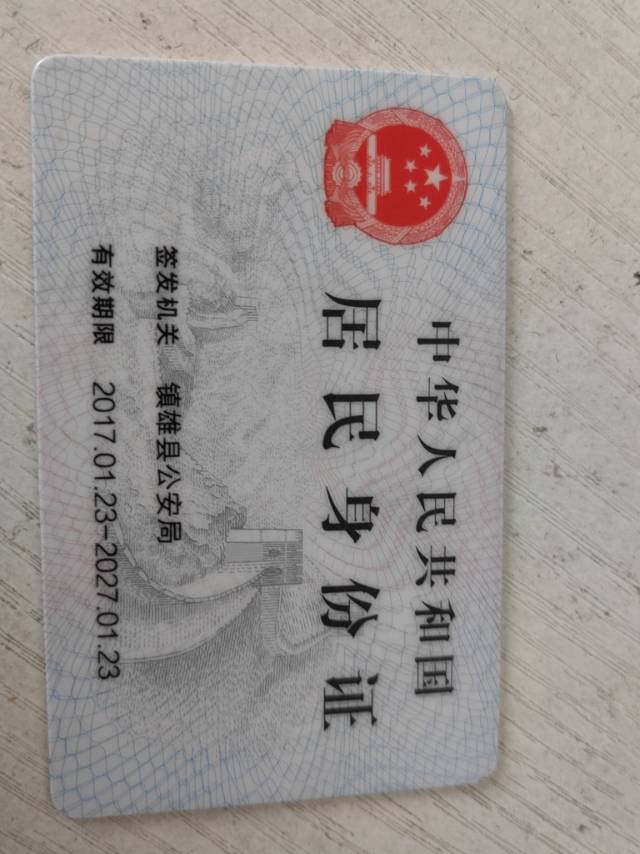 中华人民共和国
居民身份证
签发机关 镇雄县公安局
有效期限 2017.01.23-2027.01.23